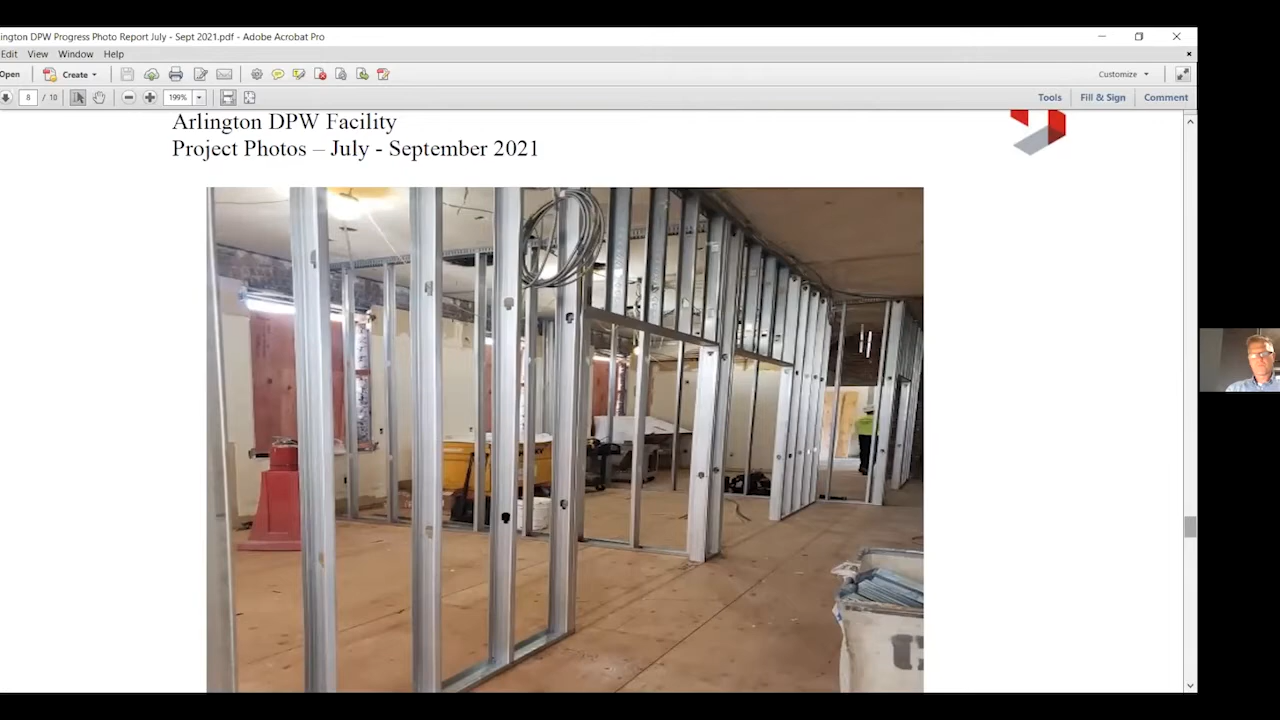 ington DPW Progress Photo Report July - Sept 2021.pdf - Adobe Acrobat Pro
Edit View Window Help
Open Create Customize
8 / 10 199% Tools Fill & Sign Comment
Arlington DPW Facility
Project Photos – July - September 2021